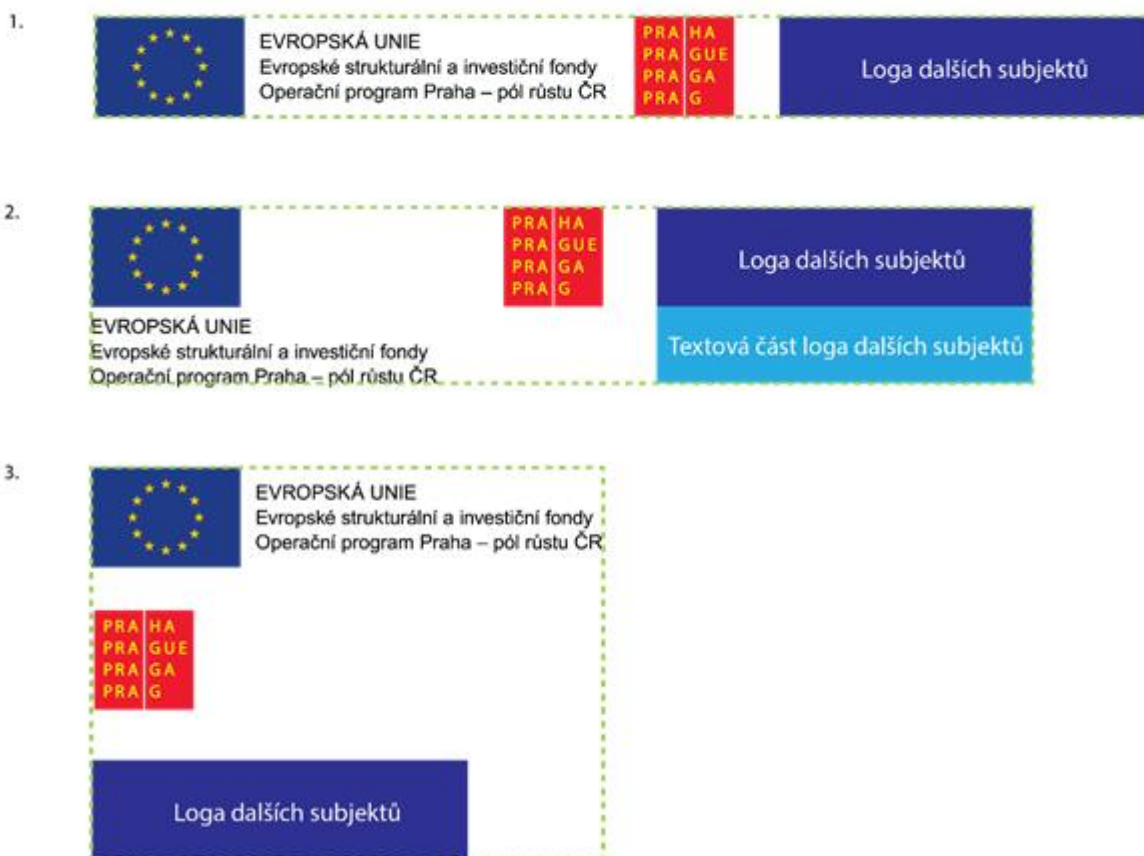 1.
EVROPSKÁ UNIE
Evropské strukturální a investiční fondy
Operační program Praha – pól růstu ČR
PRA HA
PRA GUE
PRA GA
PRA G
Loga dalších subjektů
2.
PRA HA
PRA GUE
PRA GA
PRA G
Loga dalších subjektů
EVROPSKÁ UNIE
Evropské strukturální a investiční fondy
Operační program Praha – pól růstu ČR
Textová část loga dalších subjektů
3.
EVROPSKÁ UNIE
Evropské strukturální a investiční fondy
Operační program Praha – pól růstu ČR
PRA HA
PRA GUE
PRA GA
PRA G
Loga dalších subjektů